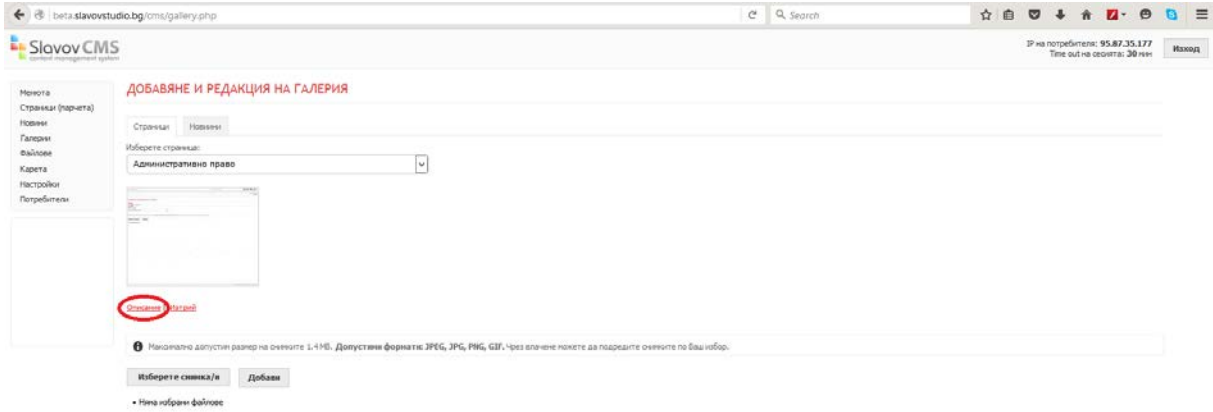 beta.slavovstudio.bg/cms/gallery.php
Search
Slavov CMS
content management system
IP на потребителя: 95.87.35.177
Time out на сесията: 30 мин
Изход
Менюта
Страници (парчета)
Новини
Галерии
Файлове
Карета
Настройки
Потребители
ДОБАВЯНЕ И РЕДАКЦИЯ НА ГАЛЕРИЯ
Страници Новини
Изберете страница:
Административно право
Описание Изтрий
Максимално допустим размер на снимките 1.4 MB. Допустими формати: JPEG, JPG, PNG, GIF. Чрез влачене можете да подредите снимките по Ваш избор.
Изберете снимка/и Добави
• Няма избрани файлове